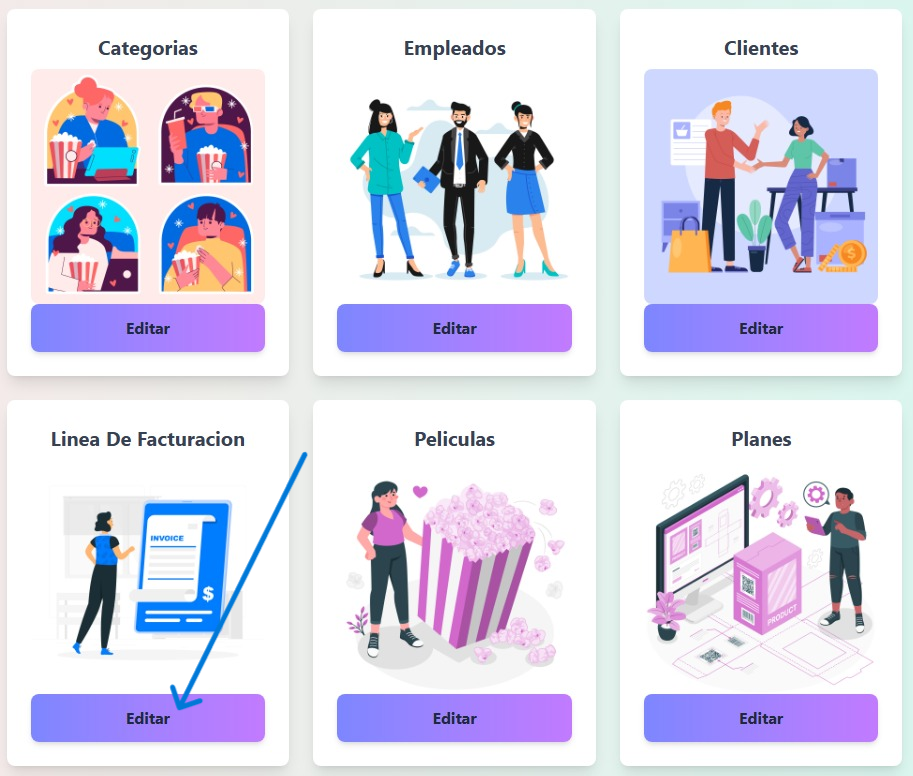 Categorias
Empleados
Clientes
Editar
Editar
Editar
Linea De Facturacion
Peliculas
Planes
INVOICE
$
PRODUCT
$
Editar
Editar
Editar